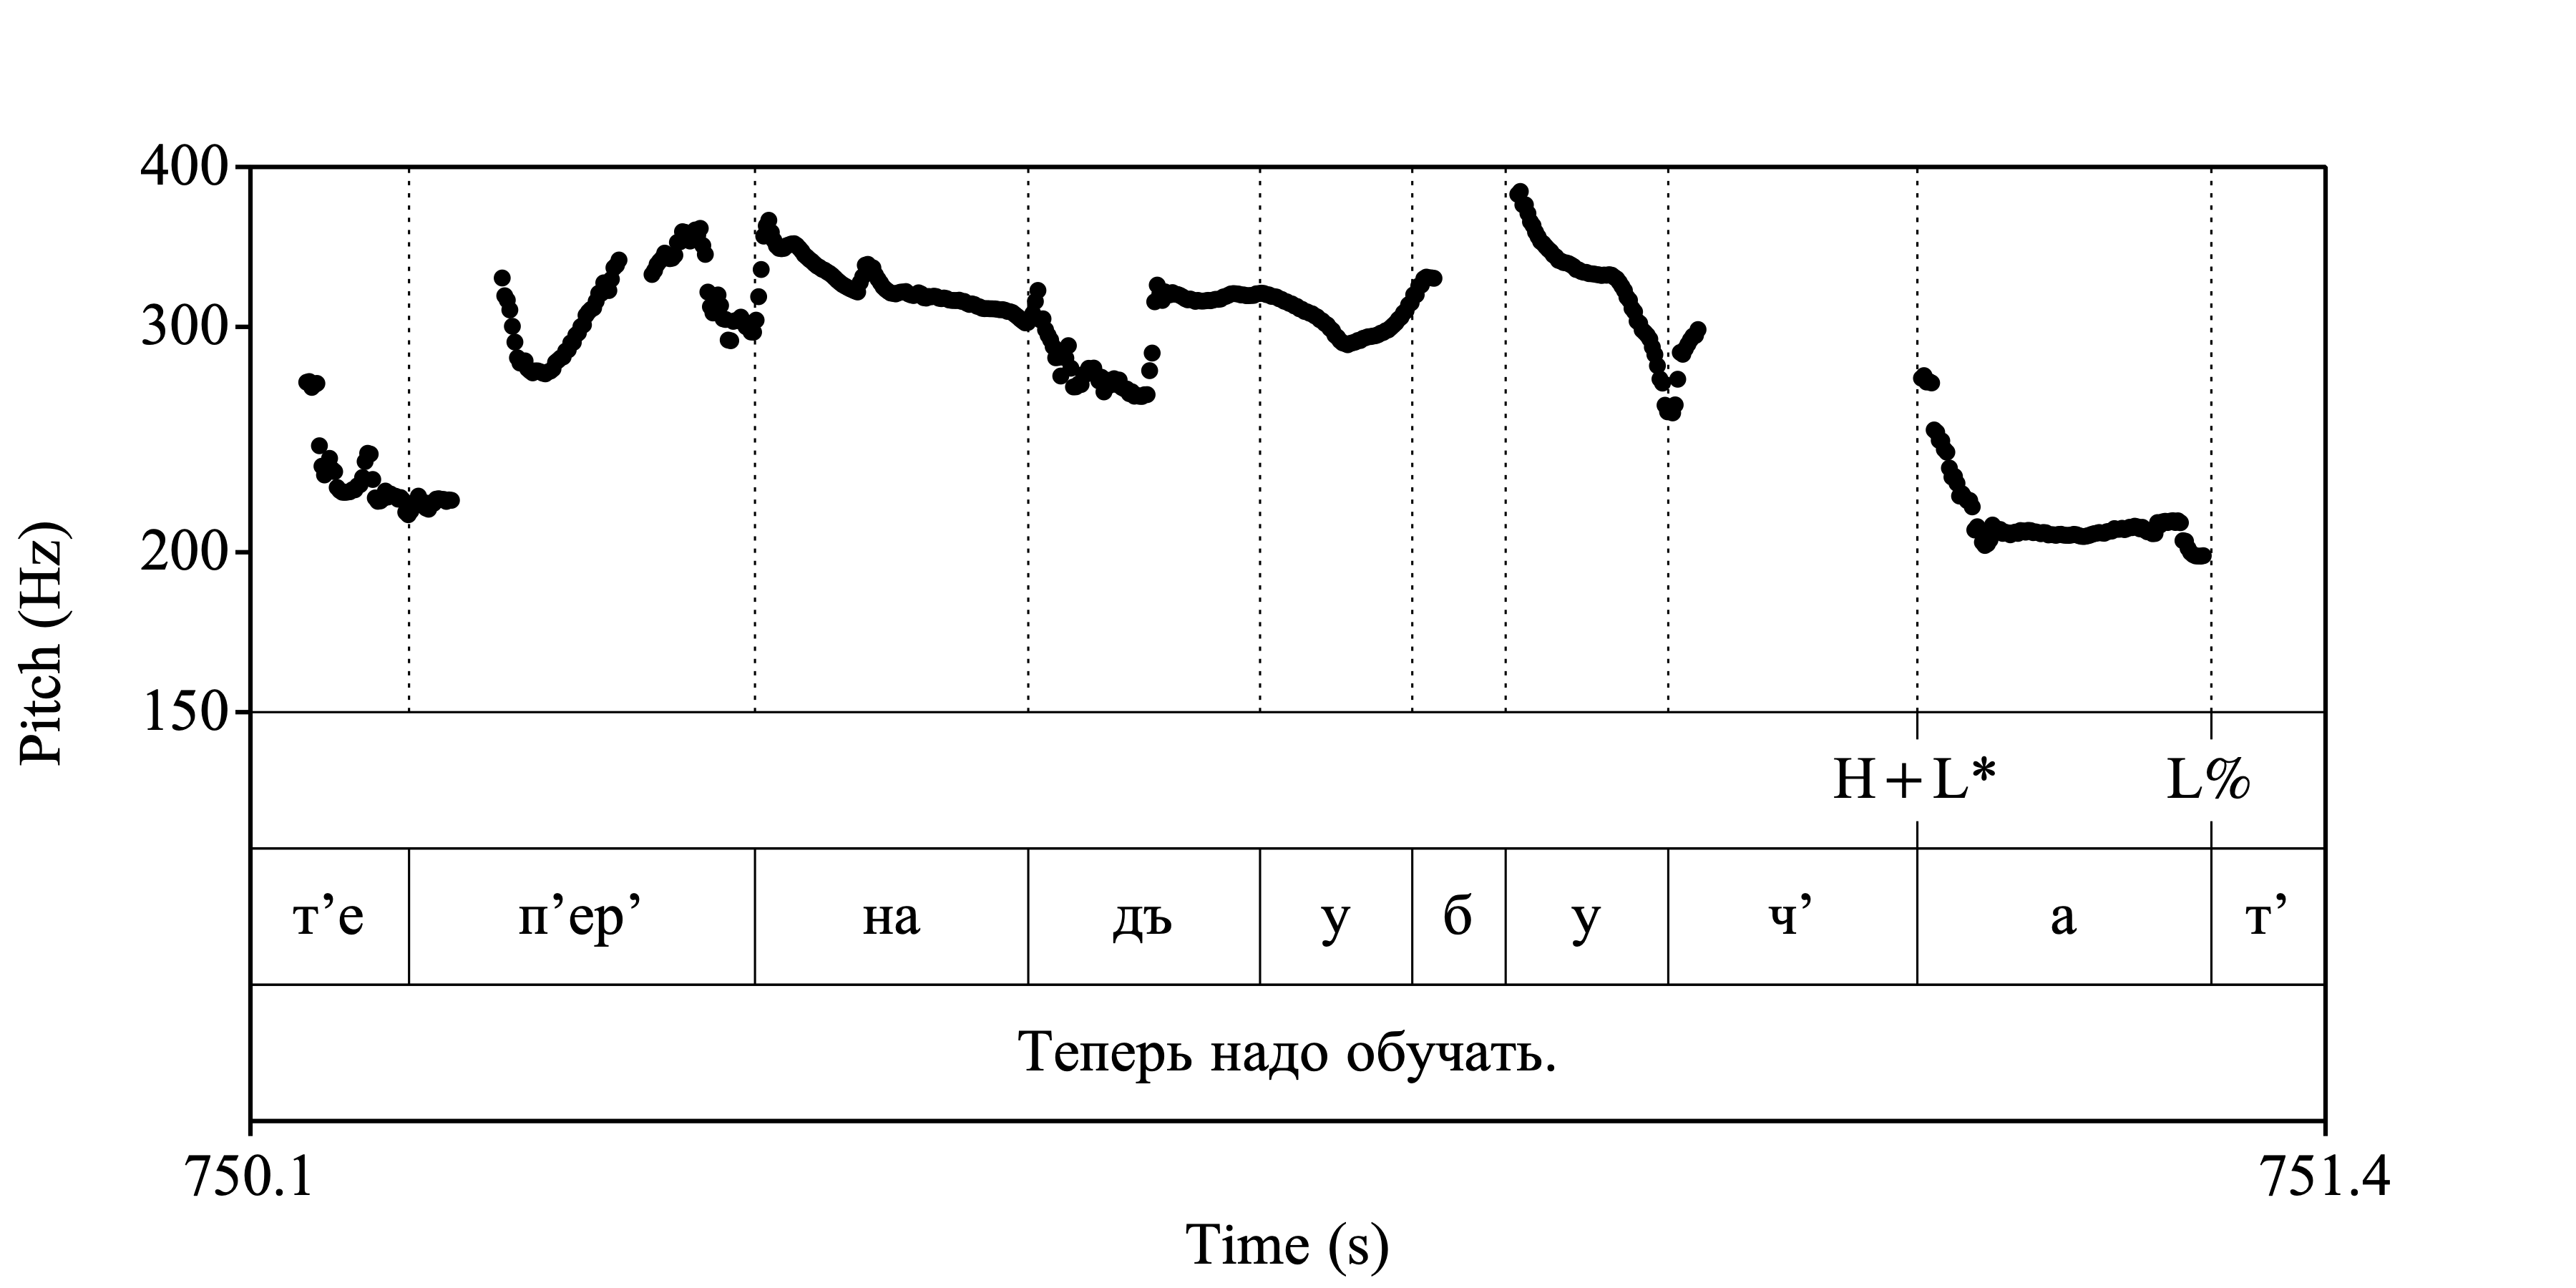 400
300
200
150
Pitch (Hz)
H+L* L%
т’е п’ер’ на дъ у б у ч’ а т’
Теперь надо обучать.
750.1 751.4
Time (s)